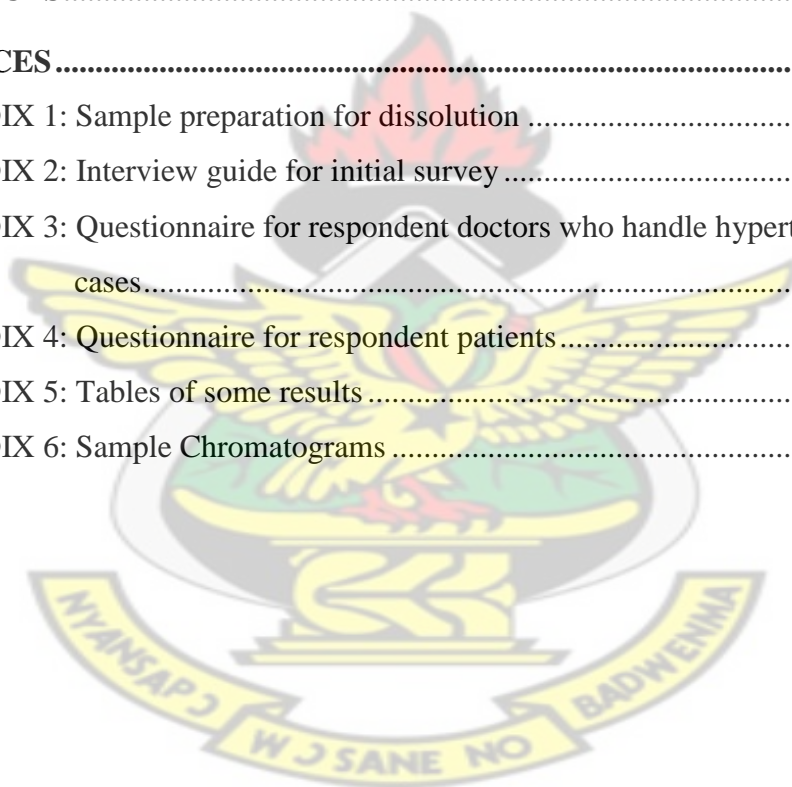 CES ....................................................................................
IX 1: Sample preparation for dissolution ....................................
IX 2: Interview guide for initial survey ....................................
IX 3: Questionnaire for respondent doctors who handle hypert
cases....................................................................................
IX 4: Questionnaire for respondent patients ....................................
IX 5: Tables of some results ....................................
IX 6: Sample Chromatograms ....................................
NYANSAPƆ WƆSANE NO BADWENMA